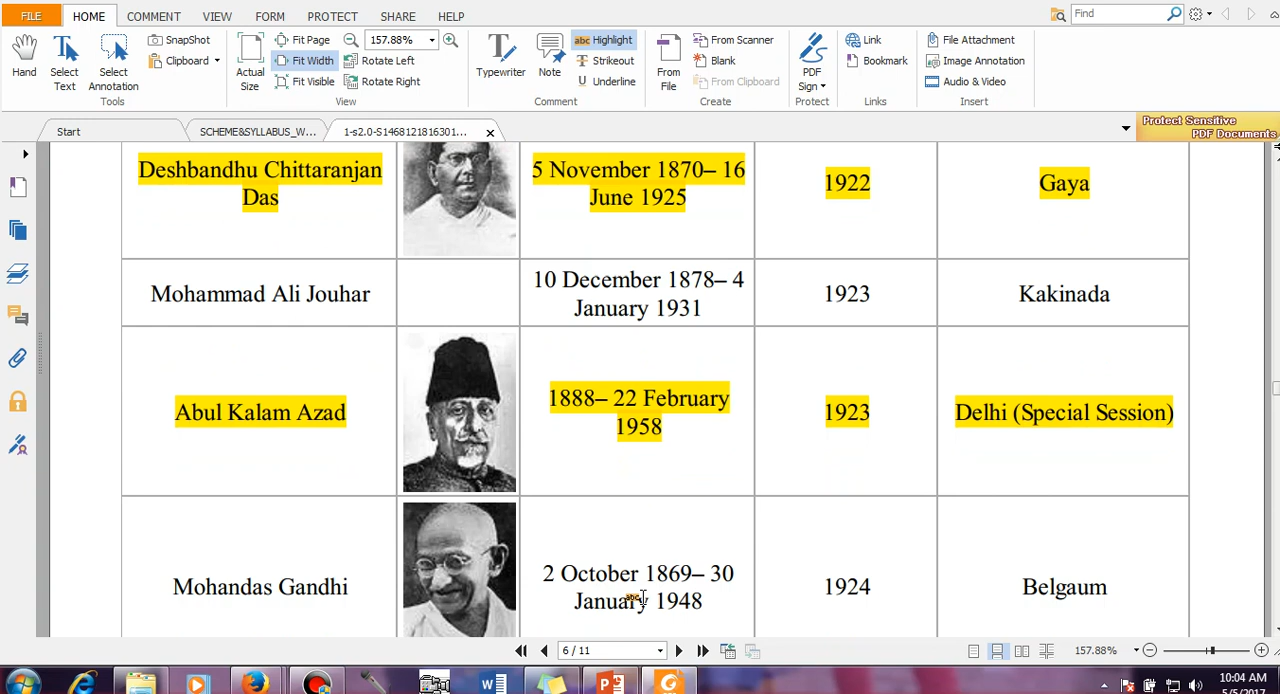 FILE HOME COMMENT VIEW FORM PROTECT SHARE HELP Find
SnapShot Fit Page 157.88% abc Highlight From Scanner Link File Attachment
Clipboard Fit Width Rotate Left Strikeout Blank Bookmark Image Annotation
Fit Visible Rotate Right Underline From Clipboard Audio & Video
Hand Select Text Select Annotation Actual Size Typewriter Note From File PDF Sign
Tools View Comment Create Protect Links Insert
Start SCHEME&SYLLABUS_W... 1-s2.0-S1468121816301... Protect Sensitive
PDF Documents
Deshbandhu Chittaranjan
Das
5 November 1870– 16
June 1925
1922
Gaya
Mohammad Ali Jouhar
10 December 1878– 4
January 1931
1923
Kakinada
Abul Kalam Azad
1888– 22 February
1958
1923
Delhi (Special Session)
Mohandas Gandhi
2 October 1869– 30
January 1948
1924
Belgaum
6 / 11 157.88%
10:04 AM